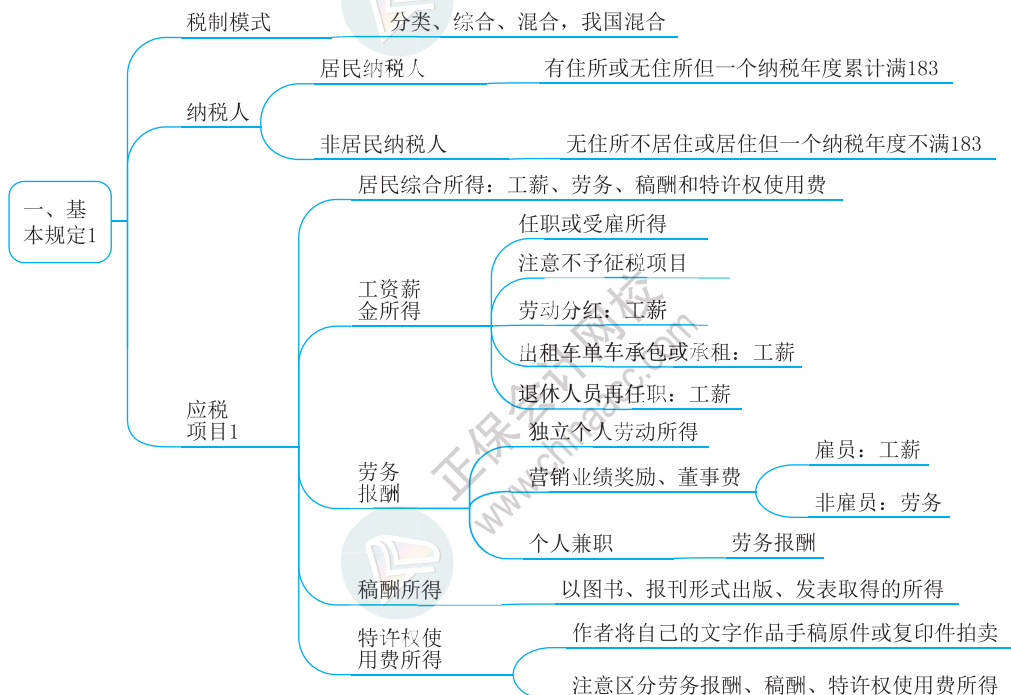 税制模式
分类、综合、混合，我国混合
居民纳税人
有住所或无住所但一个纳税年度累计满183
纳税人
非居民纳税人
无住所不居住或居住但一个纳税年度不满183
一、基
本规定1
居民综合所得：工薪、劳务、稿酬和特许权使用费
任职或受雇所得
注意不予征税项目
工资薪
金所得
劳动分红：工薪
出租车单车承包或承租：工薪
退休人员再任职：工薪
应税
项目1
独立个人劳动所得
劳务
报酬
营销业绩奖励、董事费
雇员：工薪
非雇员：劳务
个人兼职
劳务报酬
稿酬所得
以图书、报刊形式出版、发表取得的所得
特许权使
用费所得
作者将自己的文字作品手稿原件或复印件拍卖
注意区分劳务报酬、稿酬、特许权使用费所得
正保会计网校
www.chinaacc.com